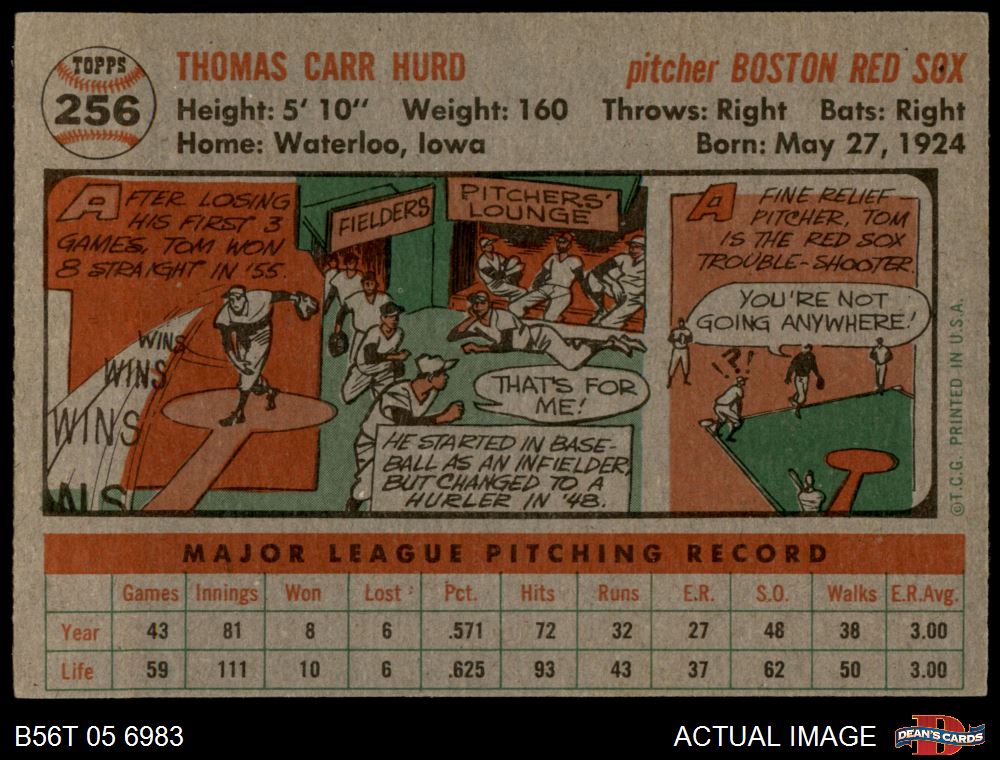 TOPPS
256
THOMAS CARR HURD
pitcher BOSTON RED SOX
Height: 5' 10" Weight: 160 Throws: Right Bats: Right
Home: Waterloo, Iowa Born: May 27, 1924
AFTER LOSING
HIS FIRST 3
GAMES, TOM WON
8 STRAIGHT IN '55.
WINS
WINS
WINS
FIELDERS
PITCHERS'
LOUNGE
THAT'S FOR
ME!
HE STARTED IN BASE-
BALL AS AN INFIELDER,
BUT CHANGED TO A
HURLER IN '48.
A FINE RELIEF
PITCHER, TOM
IS THE RED SOX
TROUBLE-SHOOTER.
YOU'RE NOT
GOING ANYWHERE!
!?!
©T.C.G. PRINTED IN U.S.A.
MAJOR LEAGUE PITCHING RECORD
Games Innings Won Lost Pct. Hits Runs E.R. S.O. Walks E.R.Avg.
Year 43 81 8 6 .571 72 32 27 48 38 3.00
Life 59 111 10 6 .625 93 43 37 62 50 3.00
B56T 05 6983
ACTUAL IMAGE
DEAN'S CARDS